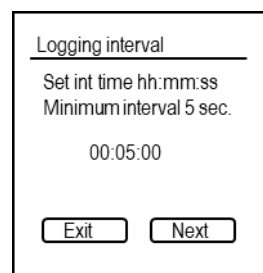 Logging interval
Set int time hh:mm:ss
Minimum interval 5 sec.
00:05:00
Exit Next